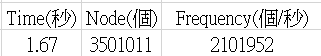 Time(秒) Node(個) Frequency(個/秒)
1.67 3501011 2101952